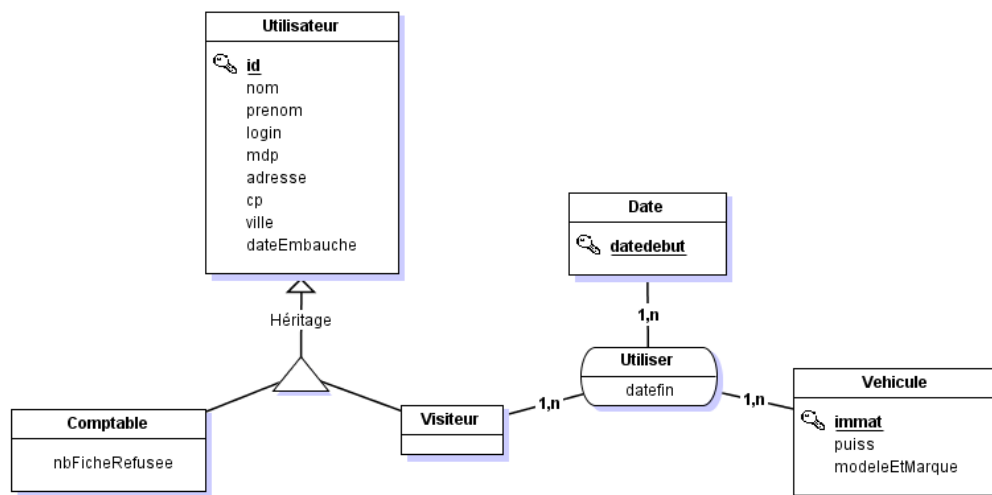 Utilisateur
id
nom
prenom
login
mdp
adresse
cp
ville
dateEmbauche
Date
datedebut
Héritage
1,n
Utiliser
datefin
Vehicule
immat
puiss
modeleEtMarque
1,n
1,n
Comptable
nbFicheRefusee
Visiteur